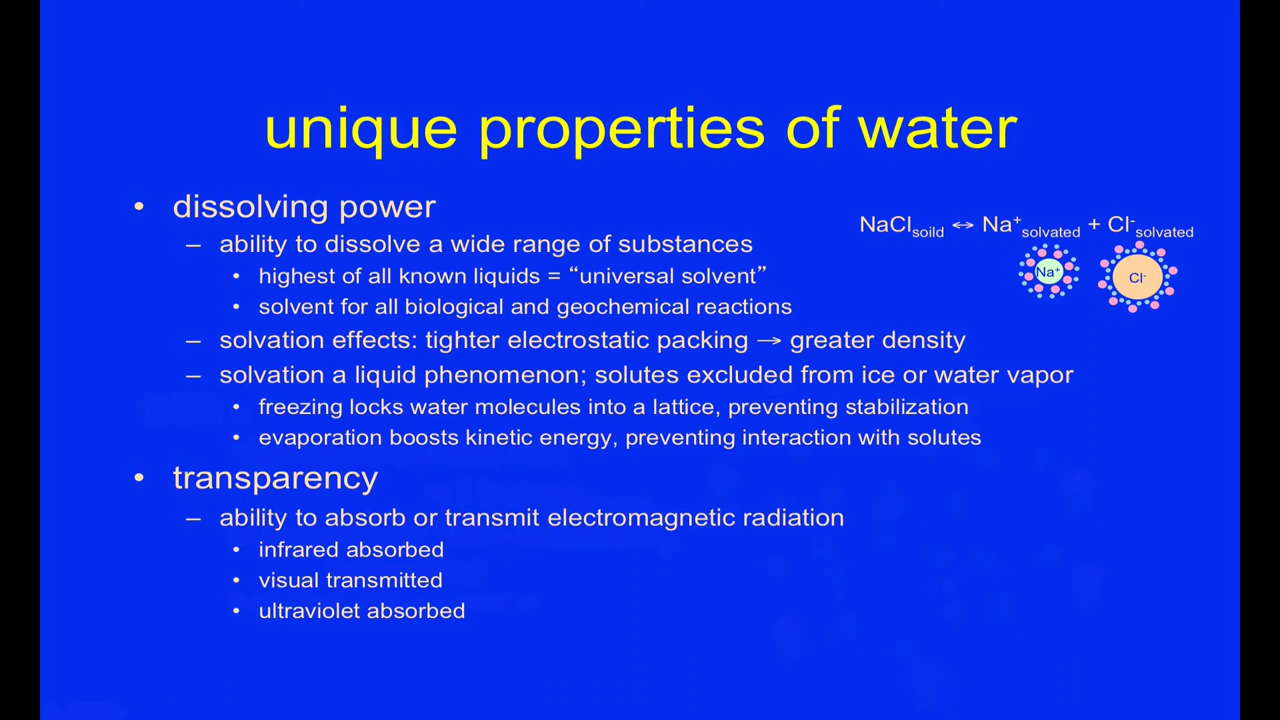 unique properties of water
• dissolving power
– ability to dissolve a wide range of substances
• highest of all known liquids = “universal solvent”
• solvent for all biological and geochemical reactions
– solvation effects: tighter electrostatic packing → greater density
– solvation a liquid phenomenon; solutes excluded from ice or water vapor
• freezing locks water molecules into a lattice, preventing stabilization
• evaporation boosts kinetic energy, preventing interaction with solutes
• transparency
– ability to absorb or transmit electromagnetic radiation
• infrared absorbed
• visual transmitted
• ultraviolet absorbed
NaCl soild ↔ Na+ solvated + Cl- solvated
Na+
Cl-